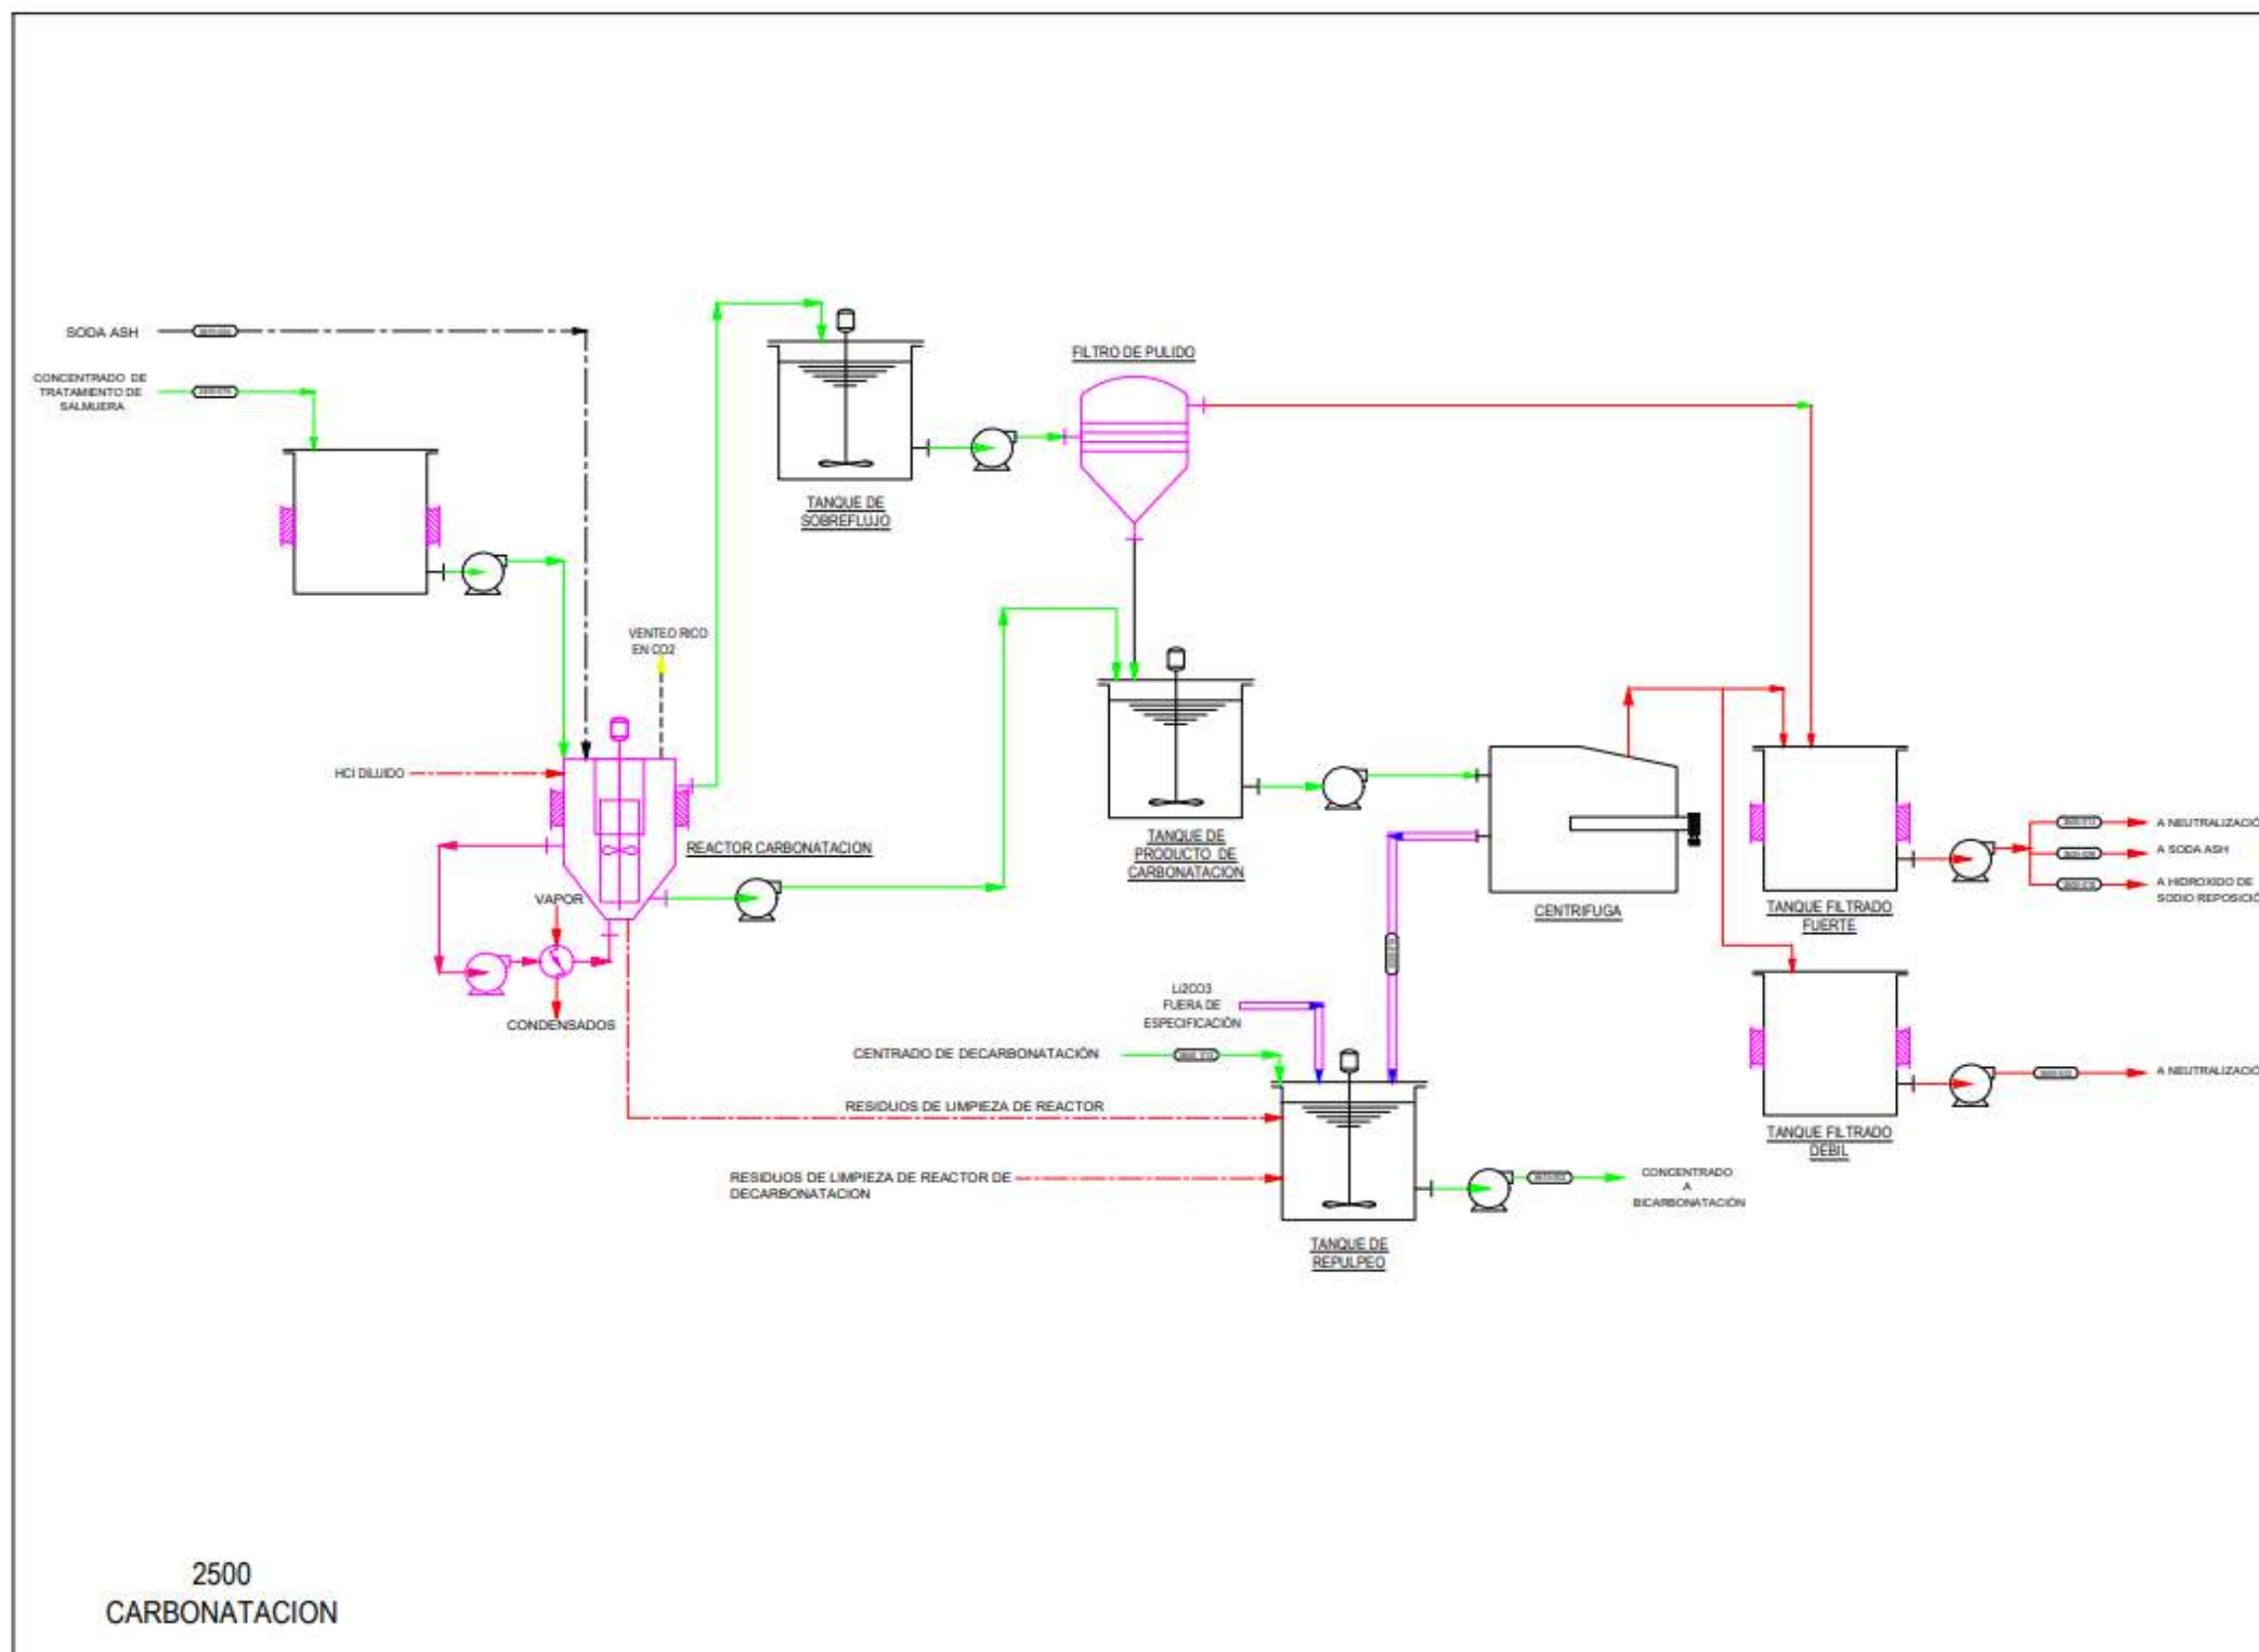 SODA ASH
CONCENTRADO DE
TRATAMIENTO DE
SALMUERA
FILTRO DE PULIDO
TANQUE DE
SOBREFLUJO
VENTEO RICO
EN CO2
HCl DILUIDO
REACTOR CARBONATACION
VAPOR
CONDENSADOS
TANQUE DE
PRODUCTO DE
CARBONATACION
CENTRIFUGA
TANQUE FILTRADO
FUERTE
A NEUTRALIZACIÓ
A SODA ASH
A HIDROXIDO DE
SODIO REPOSICIÓ
Li2CO3
FUERA DE
ESPECIFICACIÓN
CENTRADO DE DECARBONATACIÓN
RESIDUOS DE LIMPIEZA DE REACTOR
RESIDUOS DE LIMPIEZA DE REACTOR DE
DECARBONATACION
A NEUTRALIZACIÓ
TANQUE FILTRADO
DEBIL
CONCENTRADO
A
BICARBONATACIÓN
TANQUE DE
REPULPEO
2500
CARBONATACION